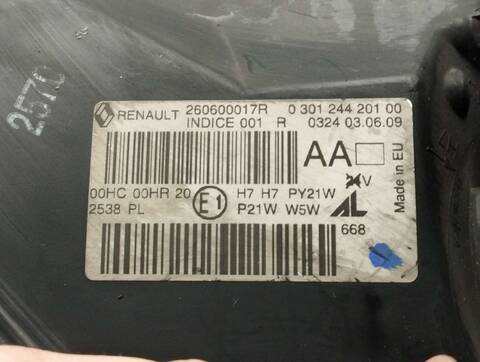 2570
RENAULT 260600017R 0 301 244 201 00
INDICE 001 R 0324 03.06.09
AA
Made in EU
00HC 00HR 20 E1 H7 H7 PY21W
2538 PL P21W W5W AL
668